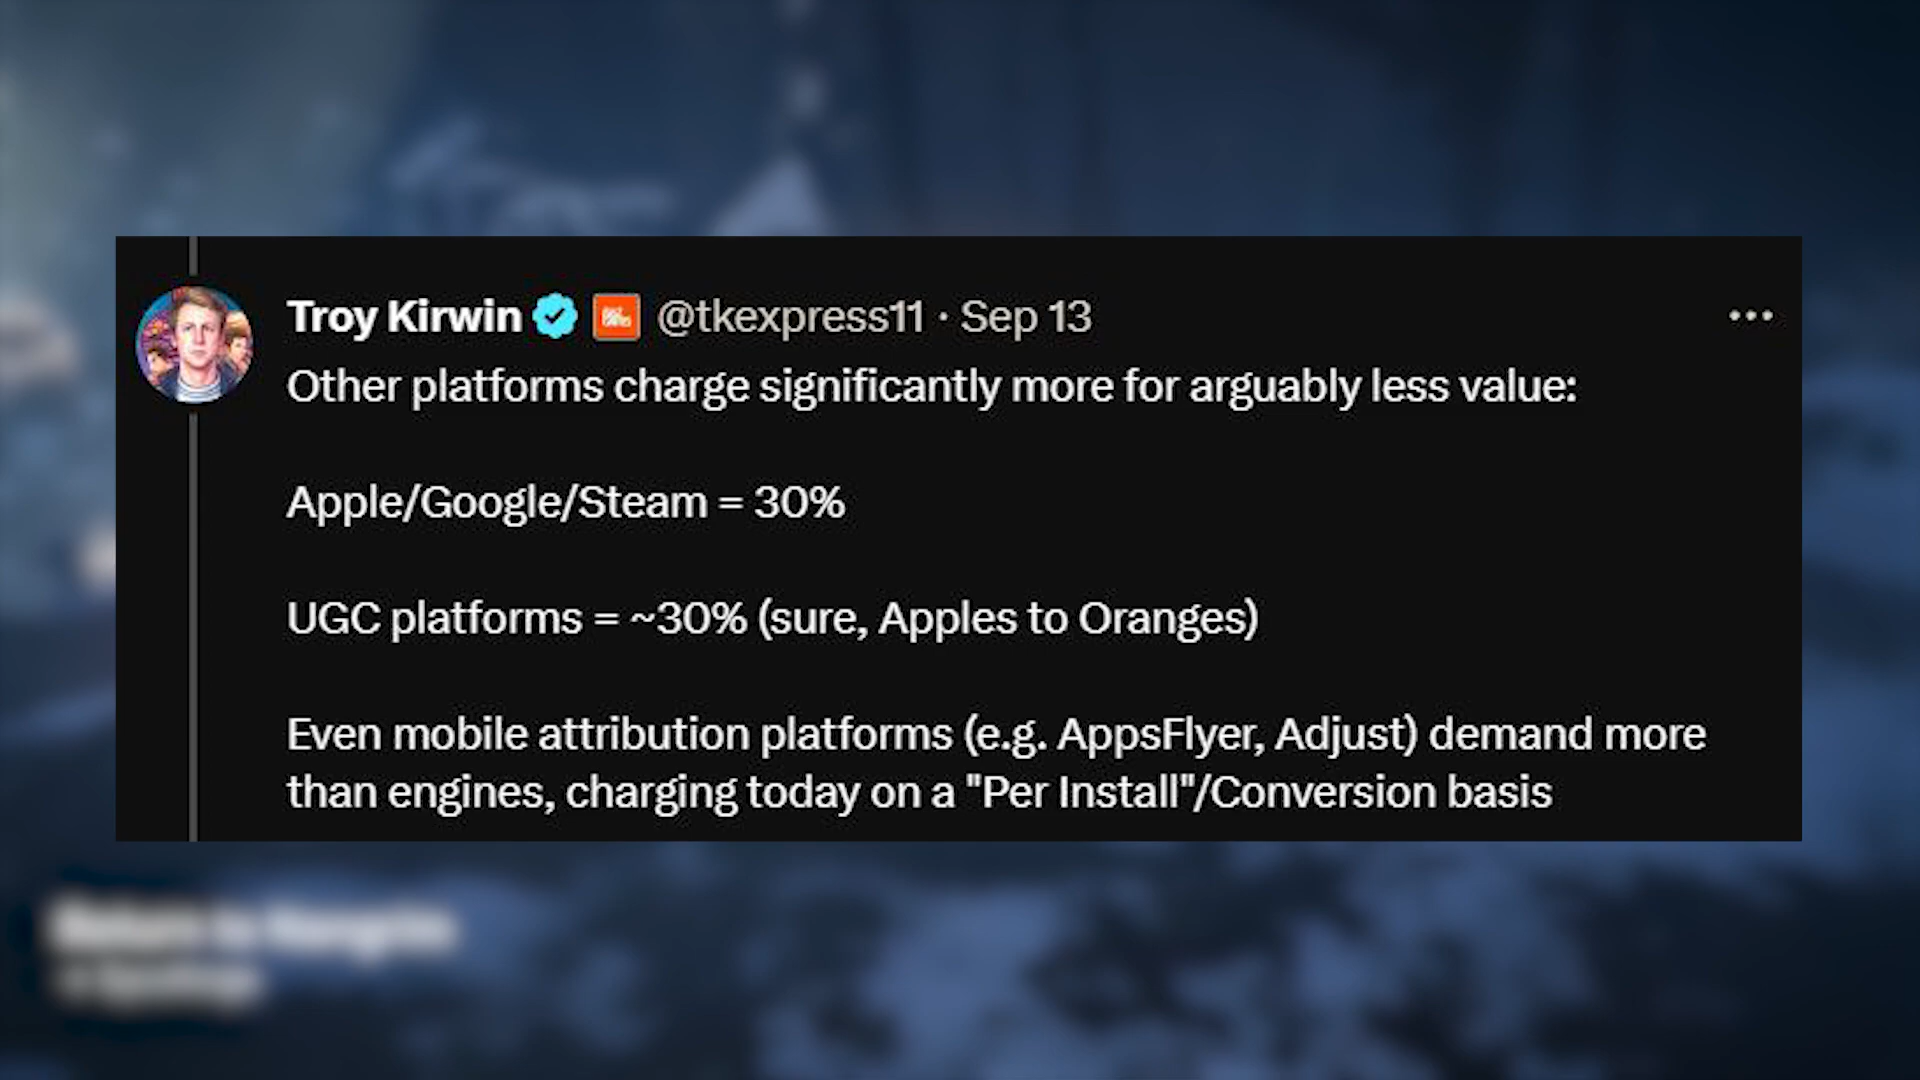 Troy Kirwin @tkexpress11 · Sep 13
Other platforms charge significantly more for arguably less value:
Apple/Google/Steam = 30%
UGC platforms = ~30% (sure, Apples to Oranges)
Even mobile attribution platforms (e.g. AppsFlyer, Adjust) demand more
than engines, charging today on a "Per Install"/Conversion basis